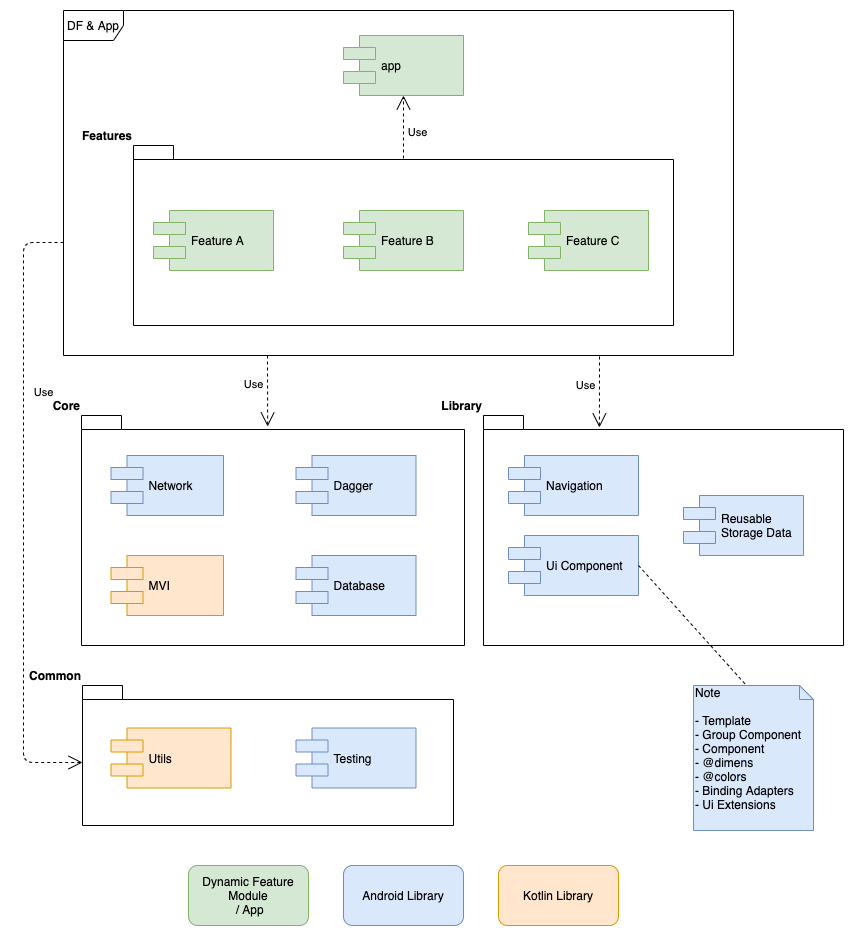 DF & App
app
Use
Features
Feature A
Feature B
Feature C
Use
Use
Use
Core
Library
Network
Dagger
Navigation
Reusable
Storage Data
MVI
Database
Ui Component
Common
Utils
Testing
Note
- Template
- Group Component
- Component
- @dimens
- @colors
- Binding Adapters
- Ui Extensions
Dynamic Feature
Module
/ App
Android Library
Kotlin Library